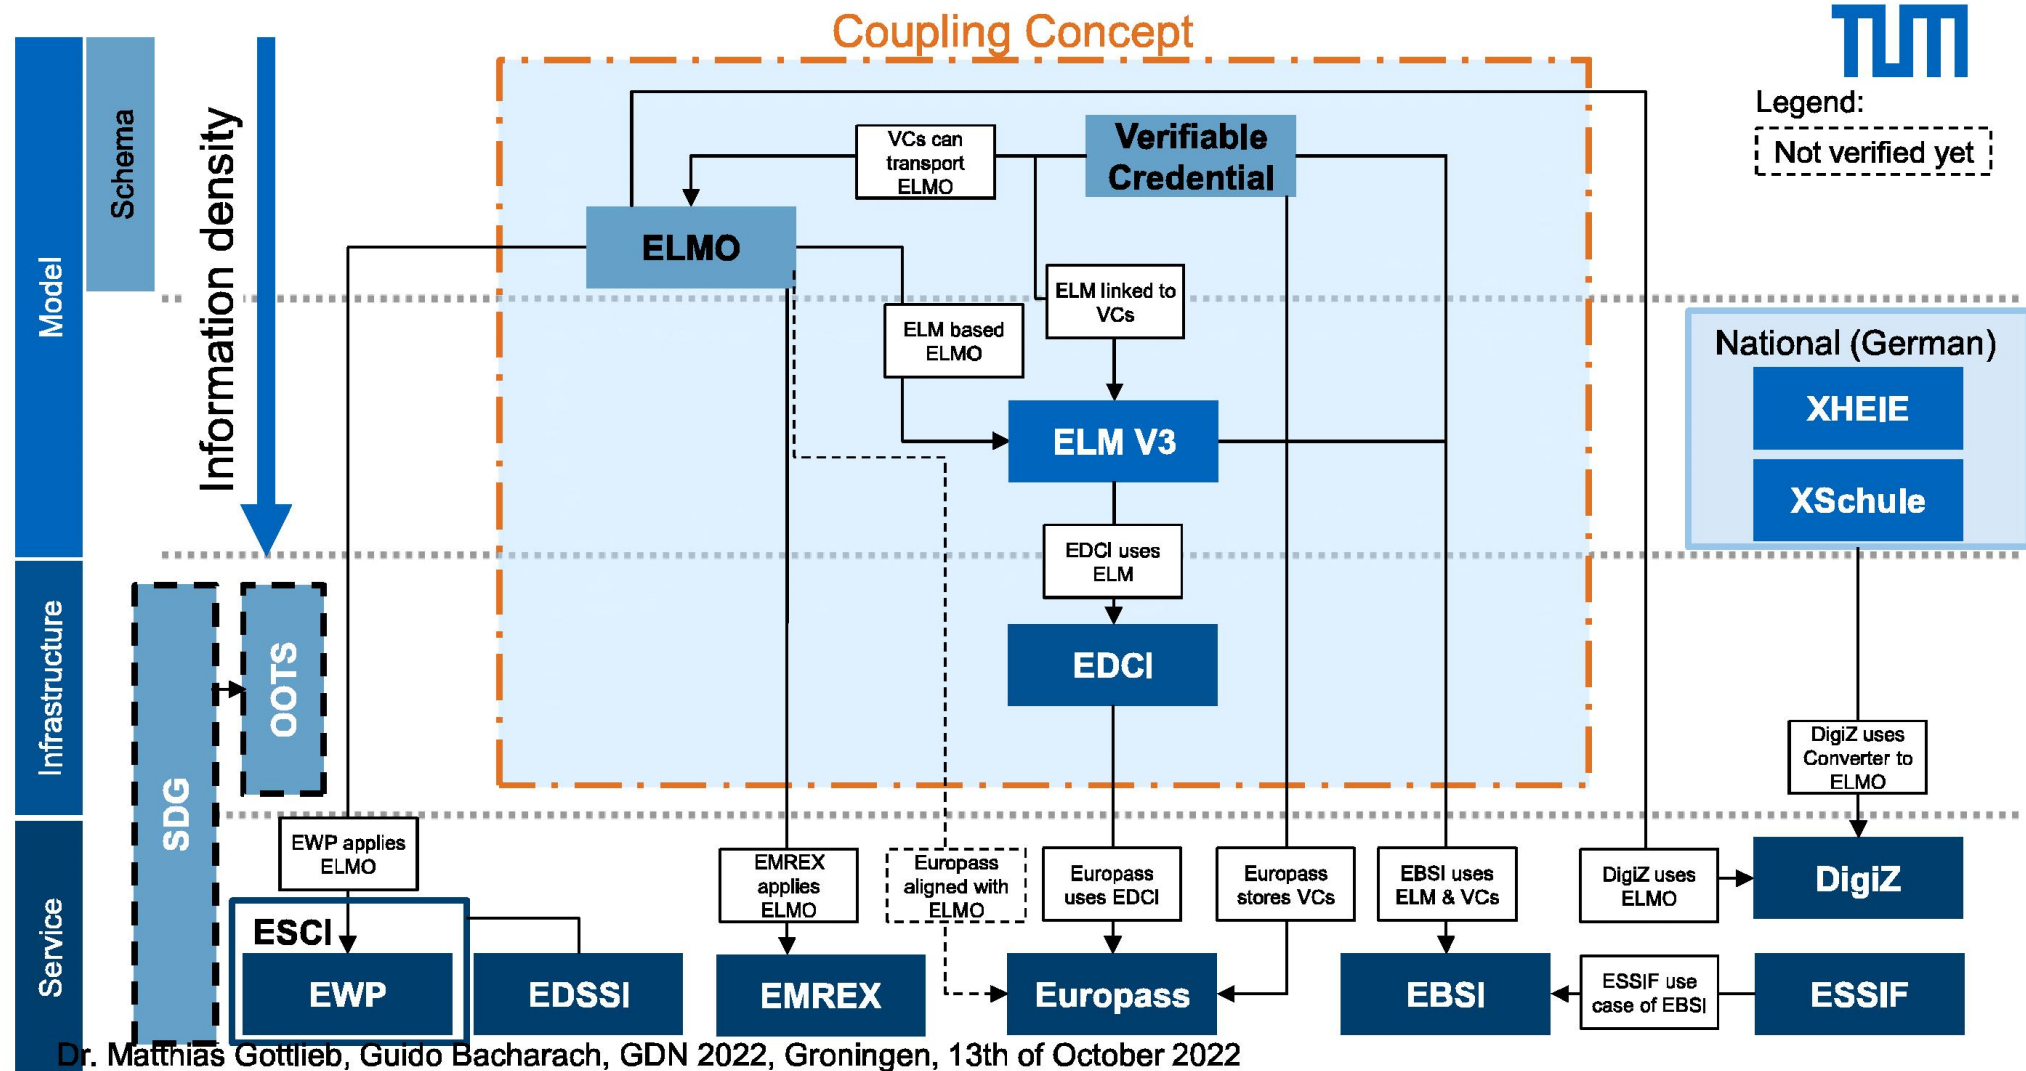 Coupling Concept
TUM
Legend:
Not verified yet
Model
Schema
Information density
VCs can
transport
ELMO
Verifiable
Credential
ELMO
ELM linked to
VCs
ELM based
ELMO
National (German)
XHEIE
XSchule
ELM V3
EDCI uses
ELM
Infrastructure
OOTS
SDG
EDCI
DigiZ uses
Converter to
ELMO
Service
EWP applies
ELMO
EMREX
applies
ELMO
Europass
aligned with
ELMO
Europass
uses EDCI
Europass
stores VCs
EBSI uses
ELM & VCs
DigiZ uses
ELMO
DigiZ
ESCI
EWP
EDSSI
EMREX
Europass
EBSI
ESSIF use
case of EBSI
ESSIF
Dr. Matthias Gottlieb, Guido Bacharach, GDN 2022, Groningen, 13th of October 2022